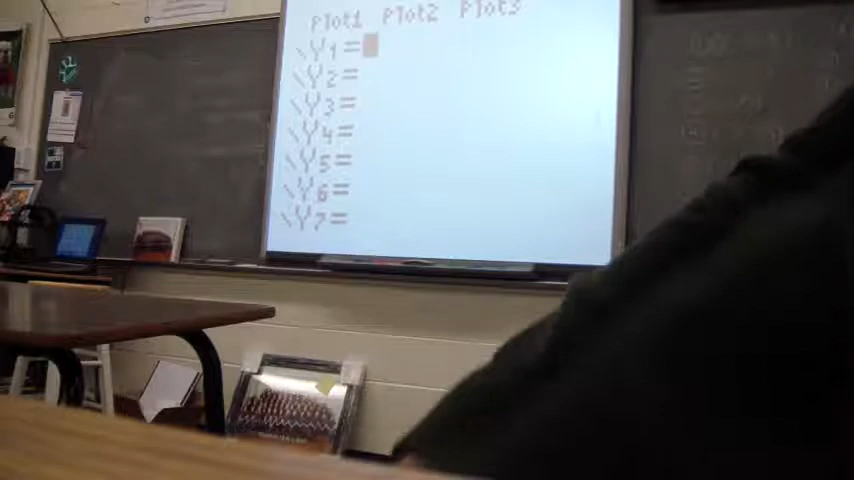 Plot1 Plot2 Plot3
\Y1=
\Y2=
\Y3=
\Y4=
\Y5=
\Y6=
\Y7=